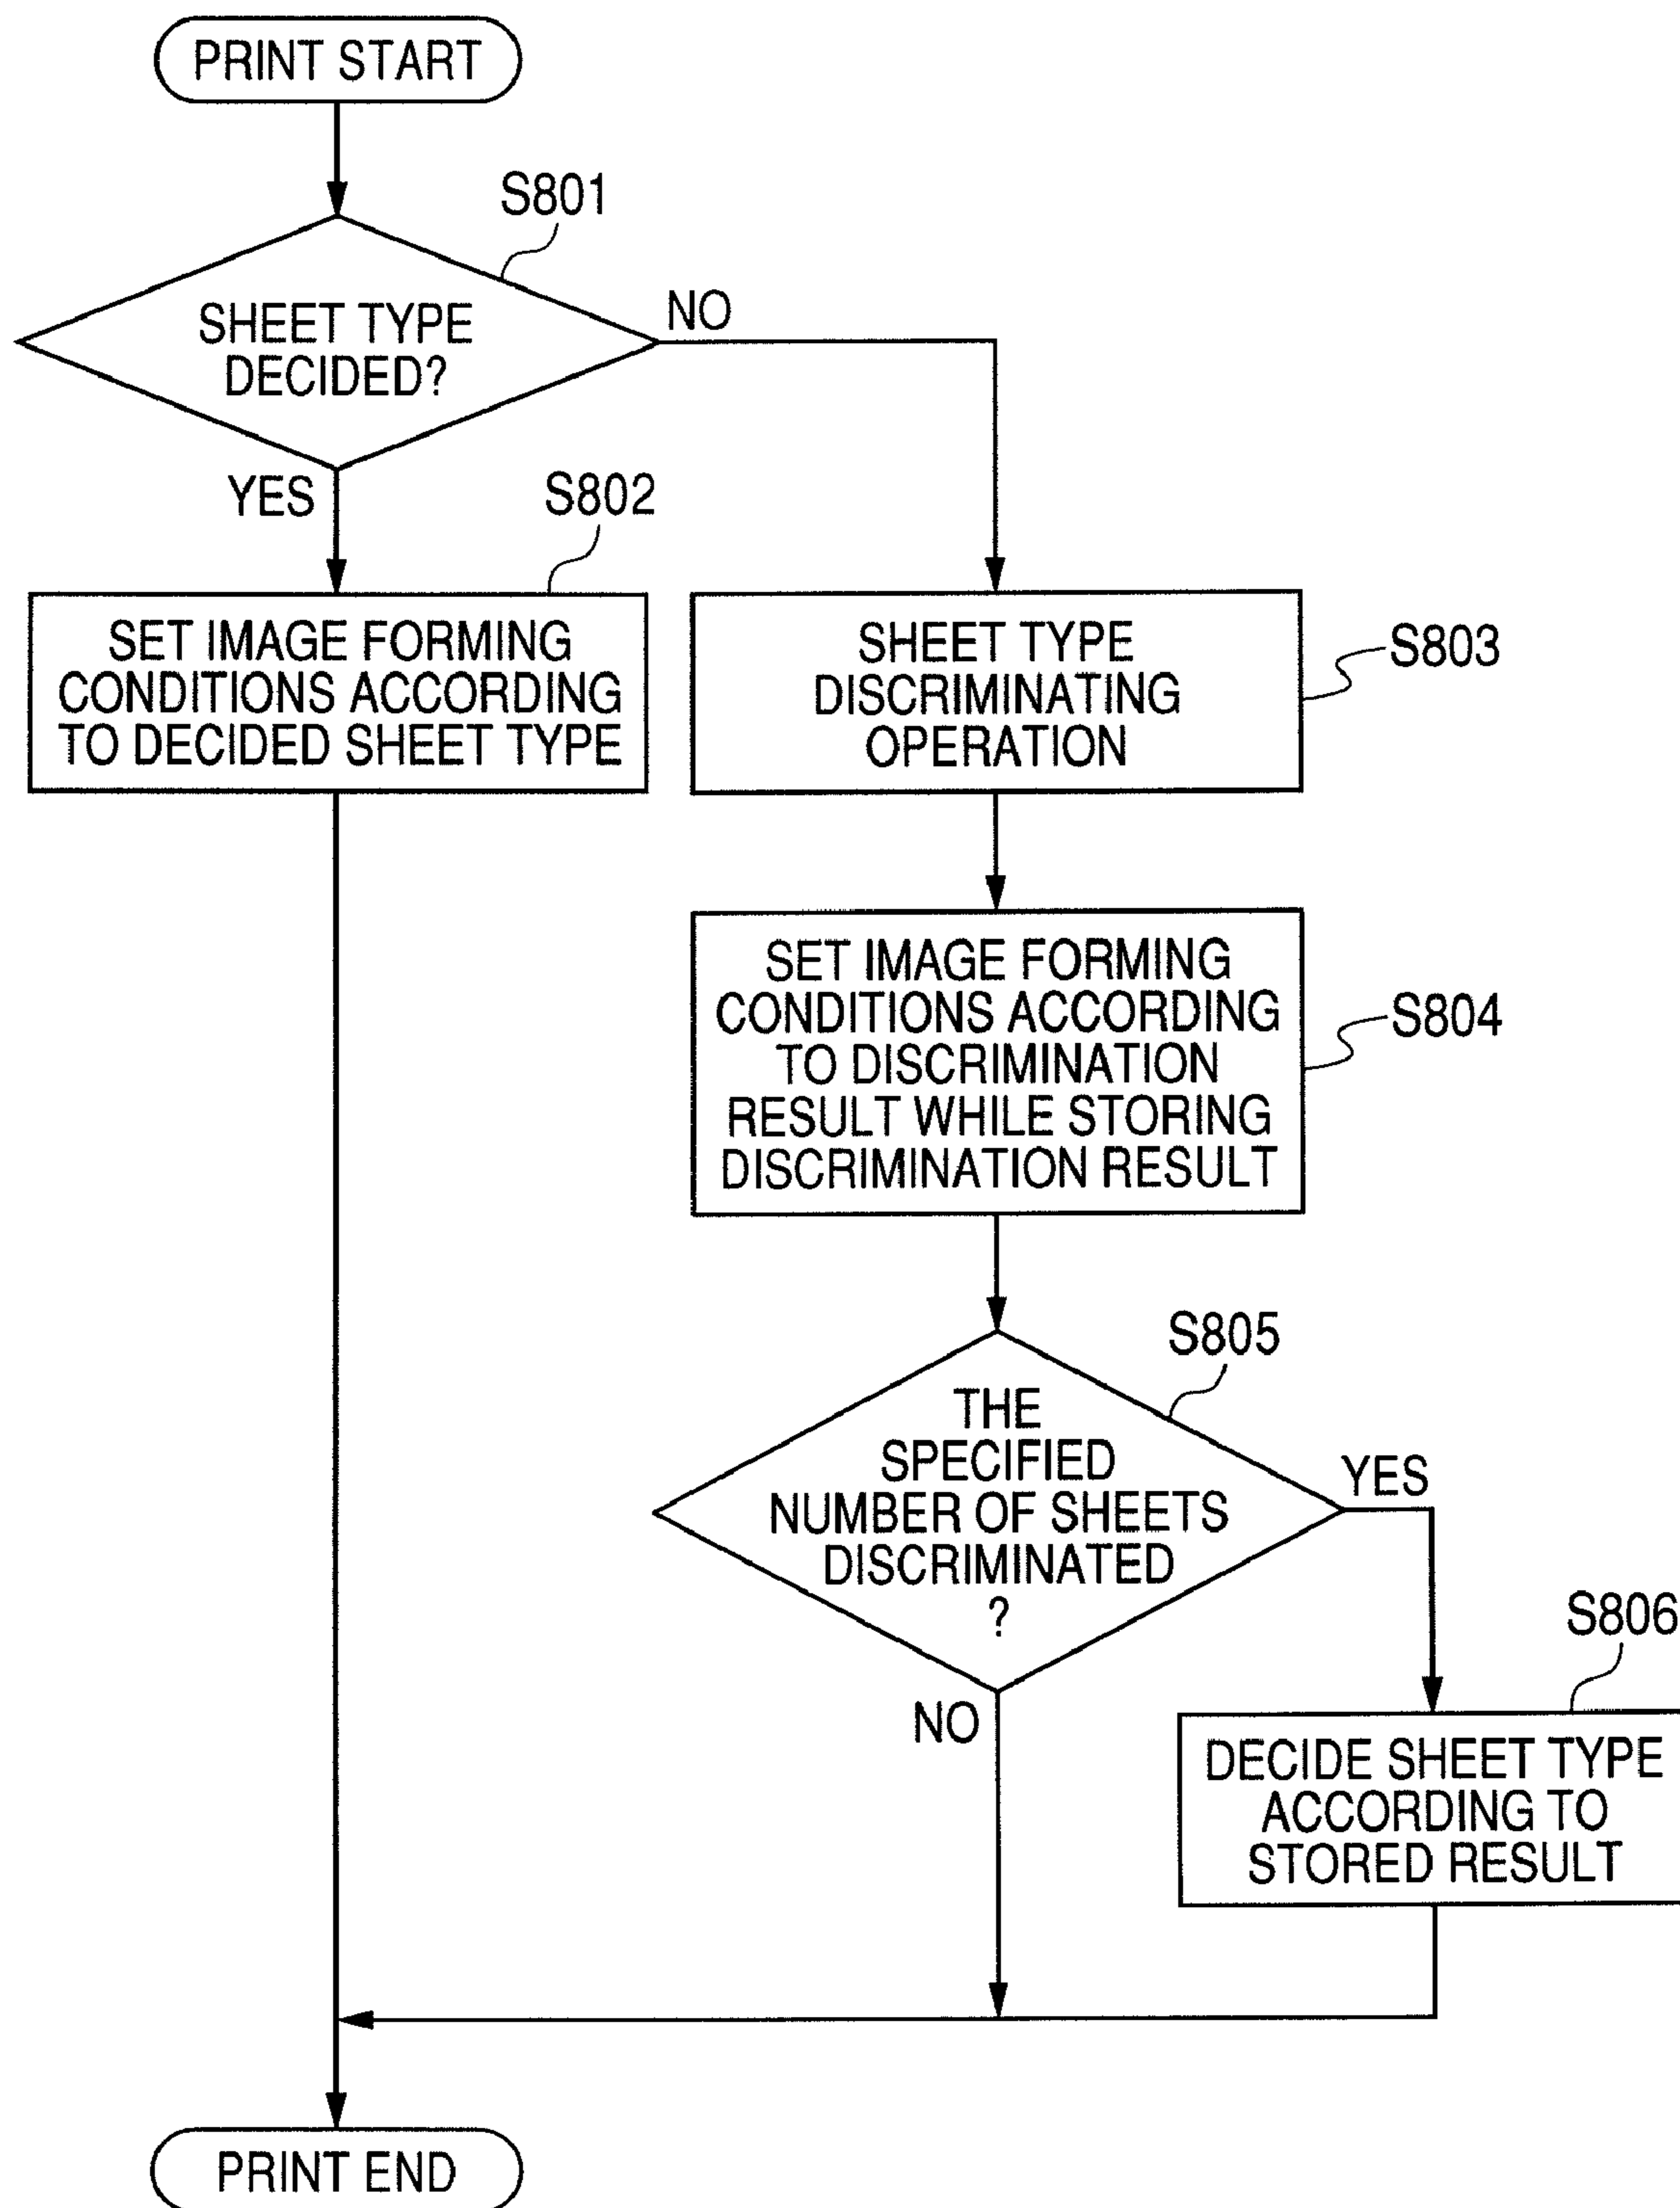 PRINT START
S801
SHEET TYPE
DECIDED?
NO
YES
S802
SET IMAGE FORMING
CONDITIONS ACCORDING
TO DECIDED SHEET TYPE
SHEET TYPE
DISCRIMINATING
OPERATION
S803
SET IMAGE FORMING
CONDITIONS ACCORDING
TO DISCRIMINATION
RESULT WHILE STORING
DISCRIMINATION RESULT
S804
S805
THE
SPECIFIED
NUMBER OF SHEETS
DISCRIMINATED
?
YES
NO
S806
DECIDE SHEET TYPE
ACCORDING TO
STORED RESULT
PRINT END